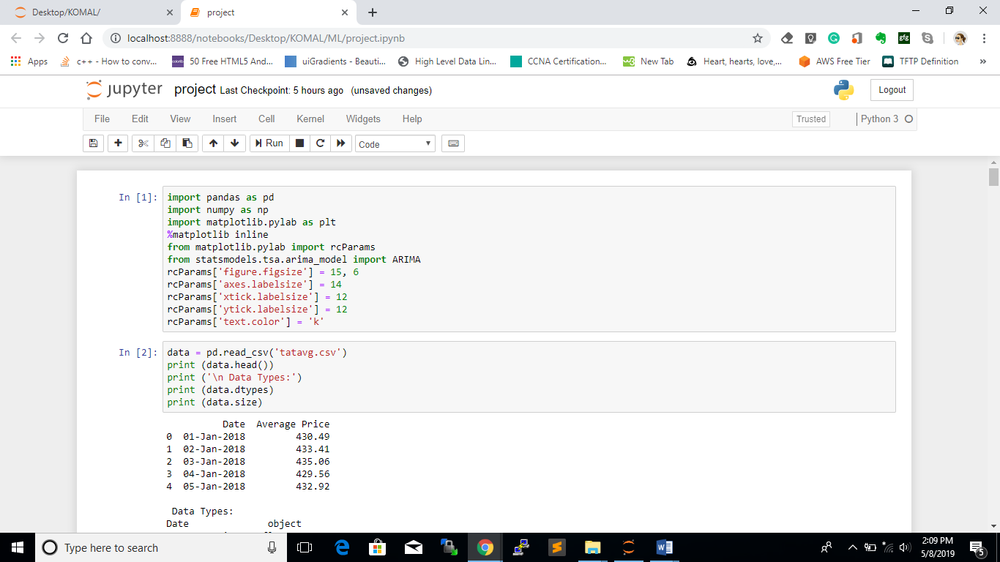 Desktop/KOMAL/
project
localhost:8888/notebooks/Desktop/KOMAL/ML/project.ipynb
Apps
c++ - How to conv...
50 Free HTML5 And...
uiGradients - Beauti...
High Level Data Lin...
CCNA Certification...
New Tab
Heart, hearts, love,...
AWS Free Tier
TFTP Definition
»
jupyter project Last Checkpoint: 5 hours ago (unsaved changes)
Logout
File Edit View Insert Cell Kernel Widgets Help
Trusted
Python 3
Run
Code
In [1]:
import pandas as pd
import numpy as np
import matplotlib.pylab as plt
%matplotlib inline
from matplotlib.pylab import rcParams
from statsmodels.tsa.arima_model import ARIMA
rcParams['figure.figsize'] = 15, 6
rcParams['axes.labelsize'] = 14
rcParams['xtick.labelsize'] = 12
rcParams['ytick.labelsize'] = 12
rcParams['text.color'] = 'k'
In [2]:
data = pd.read_csv('tatavg.csv')
print (data.head())
print ('\n Data Types:')
print (data.dtypes)
print (data.size)
Date Average Price
0 01-Jan-2018 430.49
1 02-Jan-2018 433.41
2 03-Jan-2018 435.06
3 04-Jan-2018 429.56
4 05-Jan-2018 432.92
Data Types:
Date object
Type here to search
2:09 PM
5/8/2019
5